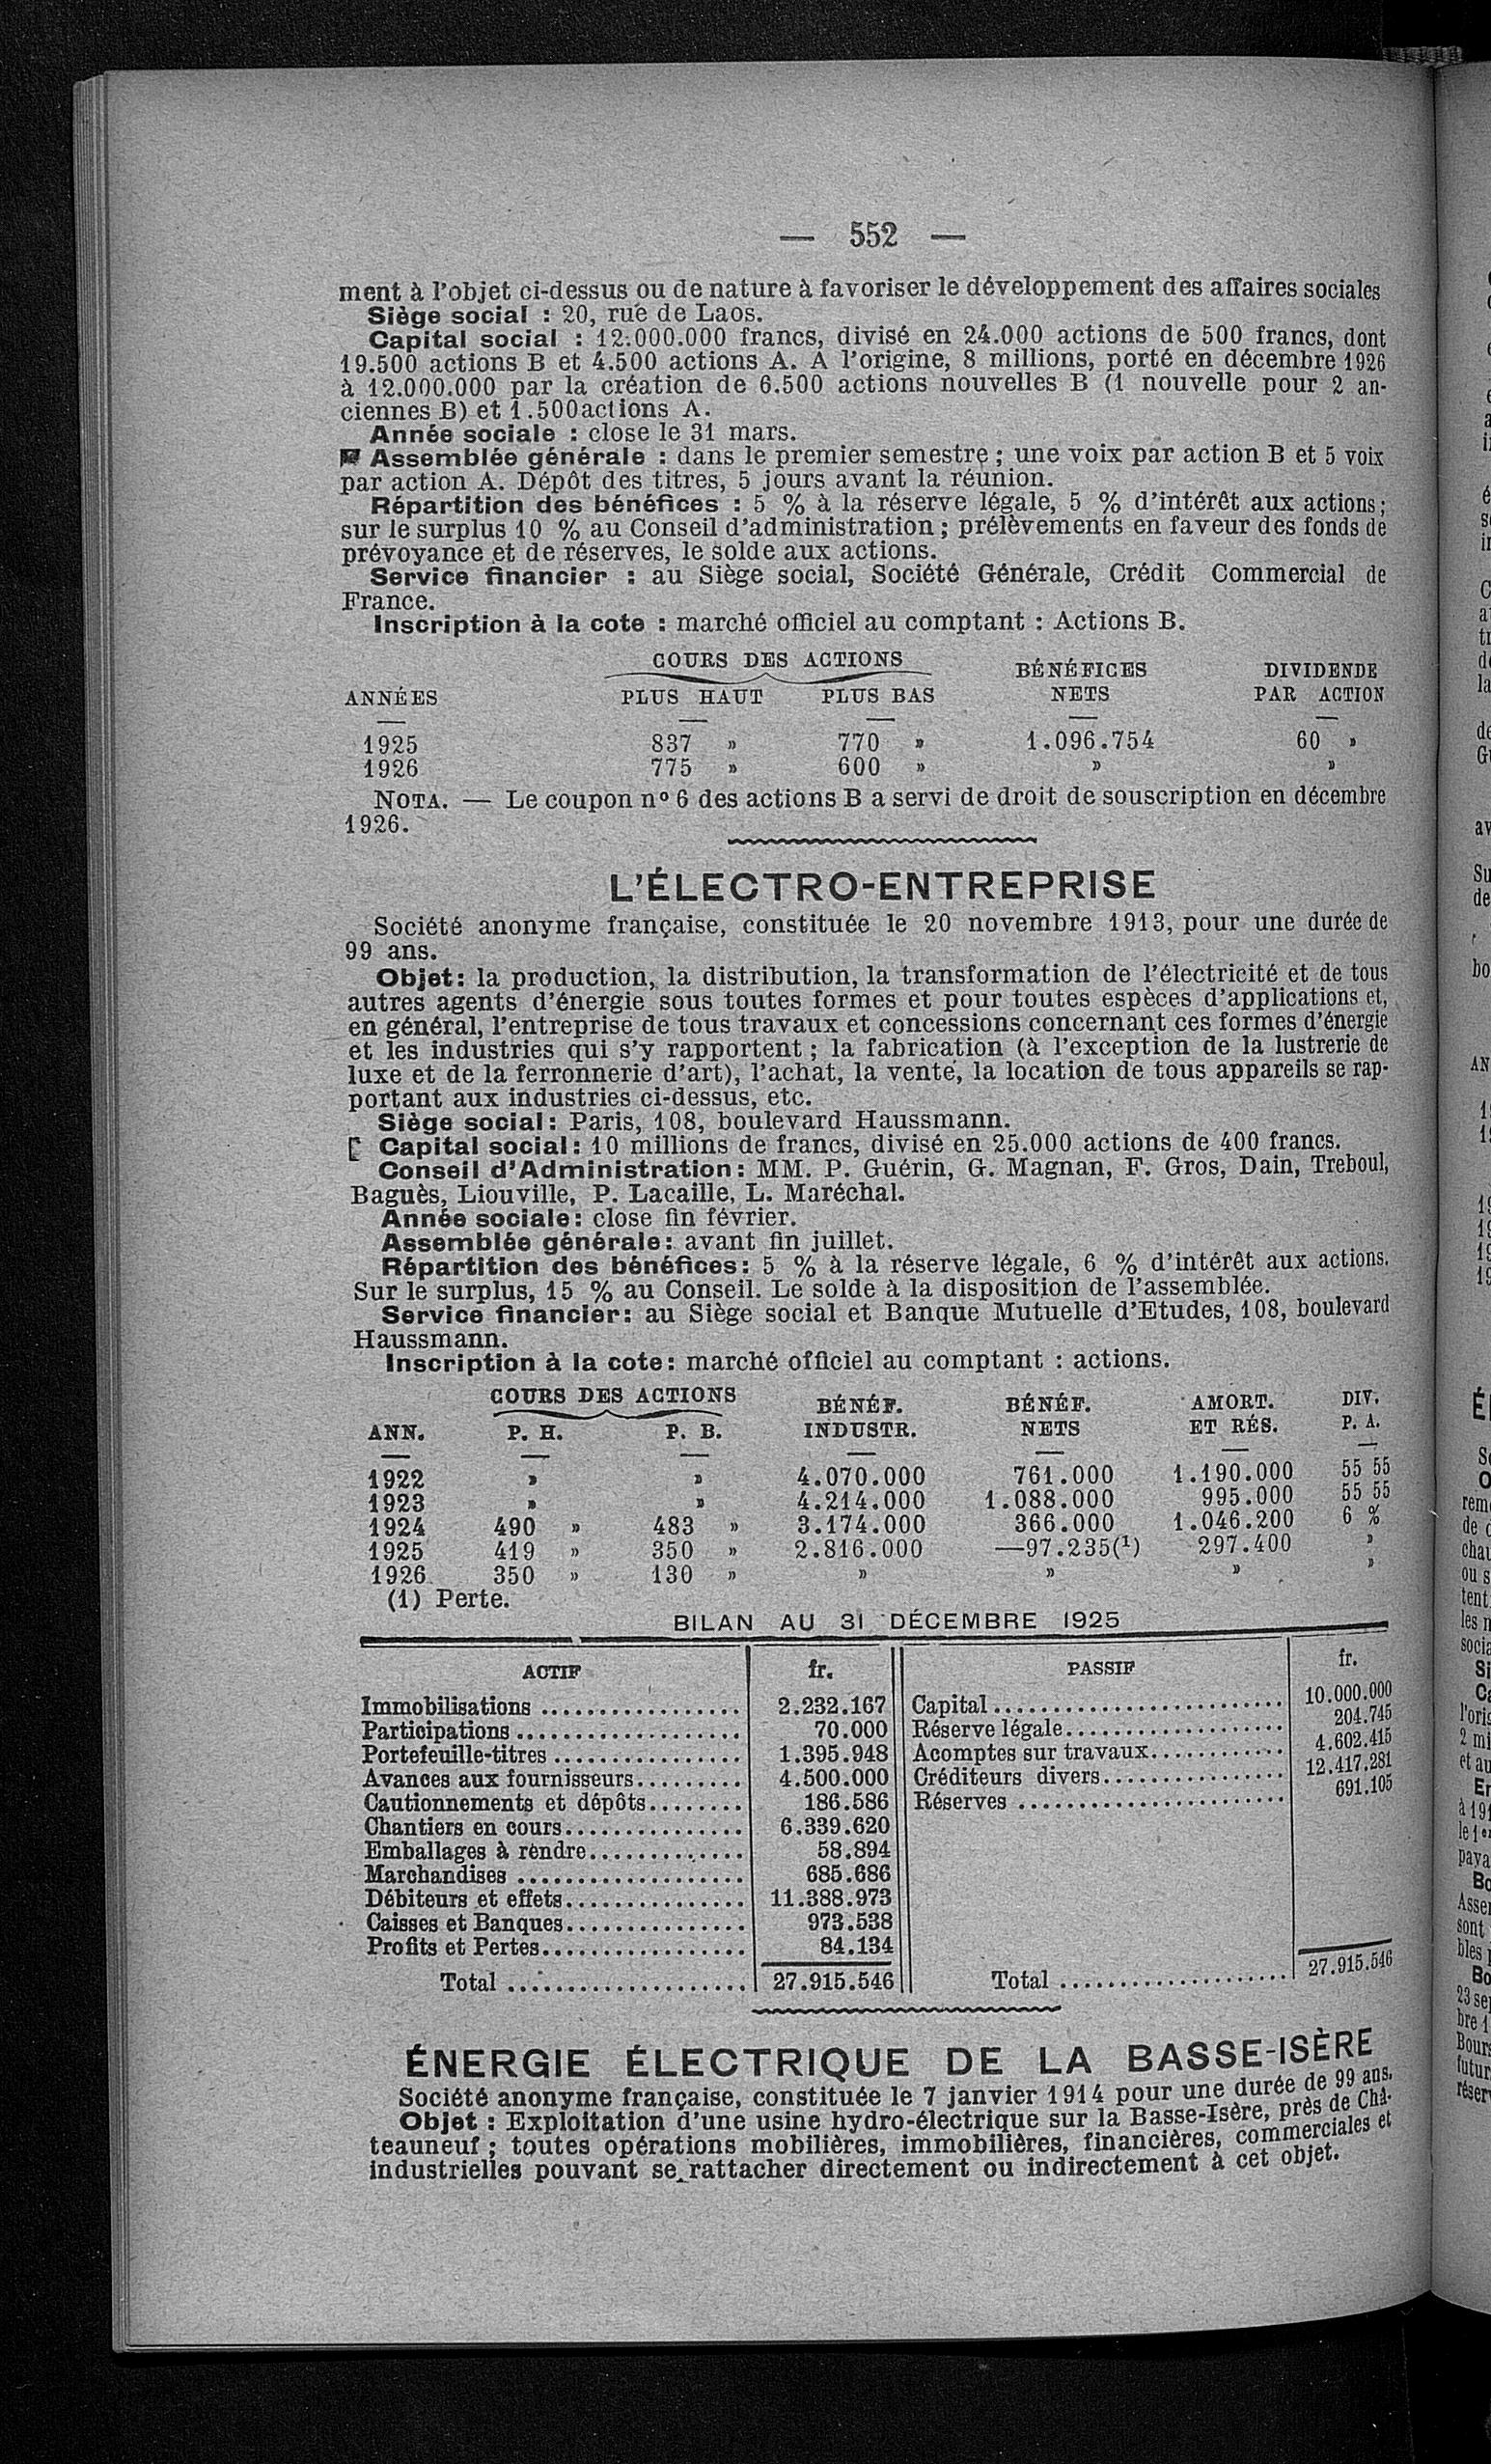 — 552 —
ment à l'objet ci-dessus ou de nature à favoriser le développement des affaires sociales
Siège social : 20, rue de Laos.
Capital social : 12.000.000 francs, divisé en 24.000 actions de 500 francs, dont
19.500 actions B et 4.500 actions A. A l'origine, 8 millions, porté en décembre 1926
à 12.000.000 par la création de 6.500 actions nouvelles B (1 nouvelle pour 2 an-
ciennes B) et 1.500 actions A.
Année sociale : close le 31 mars.
Assemblée générale : dans le premier semestre ; une voix par action B et 5 voix
par action A. Dépôt des titres, 5 jours avant la réunion.
Répartition des bénéfices : 5 % à la réserve légale, 5 % d'intérêt aux actions ;
sur le surplus 10 % au Conseil d'administration ; prélèvements en faveur des fonds de
prévoyance et de réserves, le solde aux actions.
Service financier : au Siège social, Société Générale, Crédit Commercial de
France.
Inscription à la cote : marché officiel au comptant : Actions B.
COURS DES ACTIONS BÉNÉFICES DIVIDENDE
ANNÉES PLUS HAUT PLUS BAS NETS PAR ACTION
1925 837 » 770 » 1.096.754 60 »
1926 775 » 600 » » »
NOTA. — Le coupon nº 6 des actions B a servi de droit de souscription en décembre
1926.
L'ÉLECTRO-ENTREPRISE
Société anonyme française, constituée le 20 novembre 1913, pour une durée de
99 ans.
Objet : la production, la distribution, la transformation de l'électricité et de tous
autres agents d'énergie sous toutes formes et pour toutes espèces d'applications et,
en général, l'entreprise de tous travaux et concessions concernant ces formes d'énergie
et les industries qui s'y rapportent ; la fabrication (à l'exception de la lustrerie de
luxe et de la ferronnerie d'art), l'achat, la vente, la location de tous appareils se rap-
portant aux industries ci-dessus, etc.
Siège social : Paris, 108, boulevard Haussmann.
Capital social : 10 millions de francs, divisé en 25.000 actions de 400 francs.
Conseil d'Administration : MM. P. Guérin, G. Magnan, F. Gros, Dain, Treboul,
Baguès, Liouville, P. Lacaille, L. Maréchal.
Année sociale : close fin février.
Assemblée générale : avant fin juillet.
Répartition des bénéfices : 5 % à la réserve légale, 6 % d'intérêt aux actions.
Sur le surplus, 15 % au Conseil. Le solde à la disposition de l'assemblée.
Service financier : au Siège social et Banque Mutuelle d'Etudes, 108, boulevard
Haussmann.
Inscription à la cote : marché officiel au comptant : actions.
COURS DES ACTIONS BÉNÉF. BÉNÉF. AMORT. DIV.
ANN. P. H. P. B. INDUSTR. NETS ET RÉS. P. A.
1922 » » 4.070.000 761.000 1.190.000 55 55
1923 » » 4.214.000 1.088.000 995.000 55 55
1924 490 » 483 » 3.174.000 366.000 1.046.200 6 %
1925 419 » 350 » 2.816.000 —97.235(1) 297.400 »
1926 350 » 130 » » » » »
(1) Perte.
BILAN AU 31 DÉCEMBRE 1925
ACTIF fr. PASSIF fr.
Immobilisations ................. 2.232.167 Capital ........................ 10.000.000
Participations ................... 70.000 Réserve légale................... 204.745
Portefeuille-titres ................ 1.395.948 Acomptes sur travaux........... 4.602.415
Avances aux fournisseurs......... 4.500.000 Créditeurs divers................ 12.417.281
Cautionnements et dépôts........ 186.586 Réserves ...................... 691.105
Chantiers en cours............... 6.339.620
Emballages à rendre............. 58.894
Marchandises ................... 685.686
Débiteurs et effets............... 11.388.973
Caisses et Banques............... 973.538
Profits et Pertes................. 84.134
Total .................... 27.915.546 Total ................... 27.915.546
ÉNERGIE ÉLECTRIQUE DE LA BASSE-ISÈRE
Société anonyme française, constituée le 7 janvier 1914 pour une durée de 99 ans.
Objet : Exploitation d'une usine hydro-électrique sur la Basse-Isère, près de Châ-
teauneuf ; toutes opérations mobilières, immobilières, financières, commerciales et
industrielles pouvant se rattacher directement ou indirectement à cet objet.